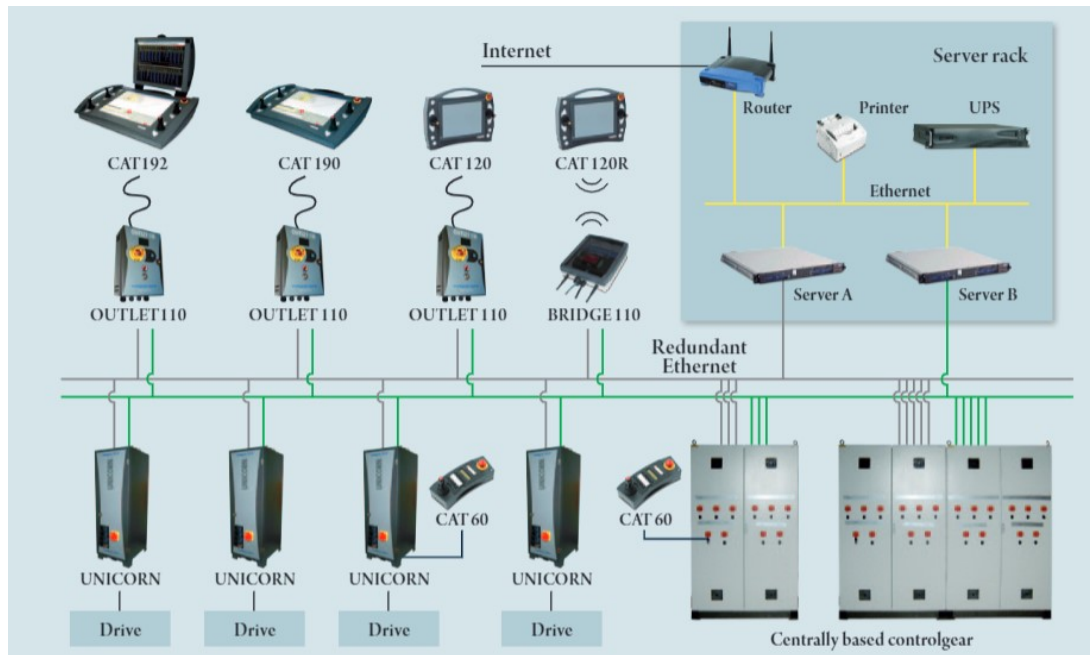 Internet
Server rack
Router
Printer
UPS
CAT192
CAT 190
CAT 120
CAT 120R
Ethernet
Server A
Server B
OUTLET110
OUTLET 110
OUTLET 110
BRIDGE 110
Redundant
Ethernet
CAT 60
CAT 60
UNICORN
UNICORN
UNICORN
UNICORN
Drive
Drive
Drive
Drive
Centrally based controlgear